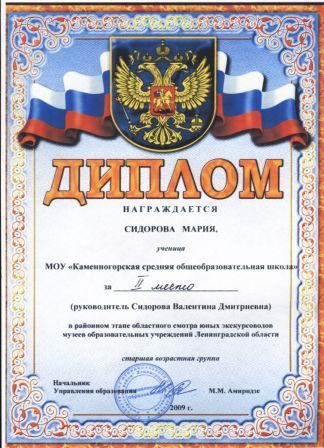 ДИПЛОМ
НАГРАЖДАЕТСЯ
СИДОРОВА МАРИЯ,
ученица
МОУ «Каменногорская средняя общеобразовательная школа»
за II место
(руководитель Сидорова Валентина Дмитриевна)
в районном этапе областного смотра юных экскурсоводов
музеев образовательных учреждений Ленинградской области
старшая возрастная группа
Начальник
Управления образования М.М. Амиридзе
2009 г.